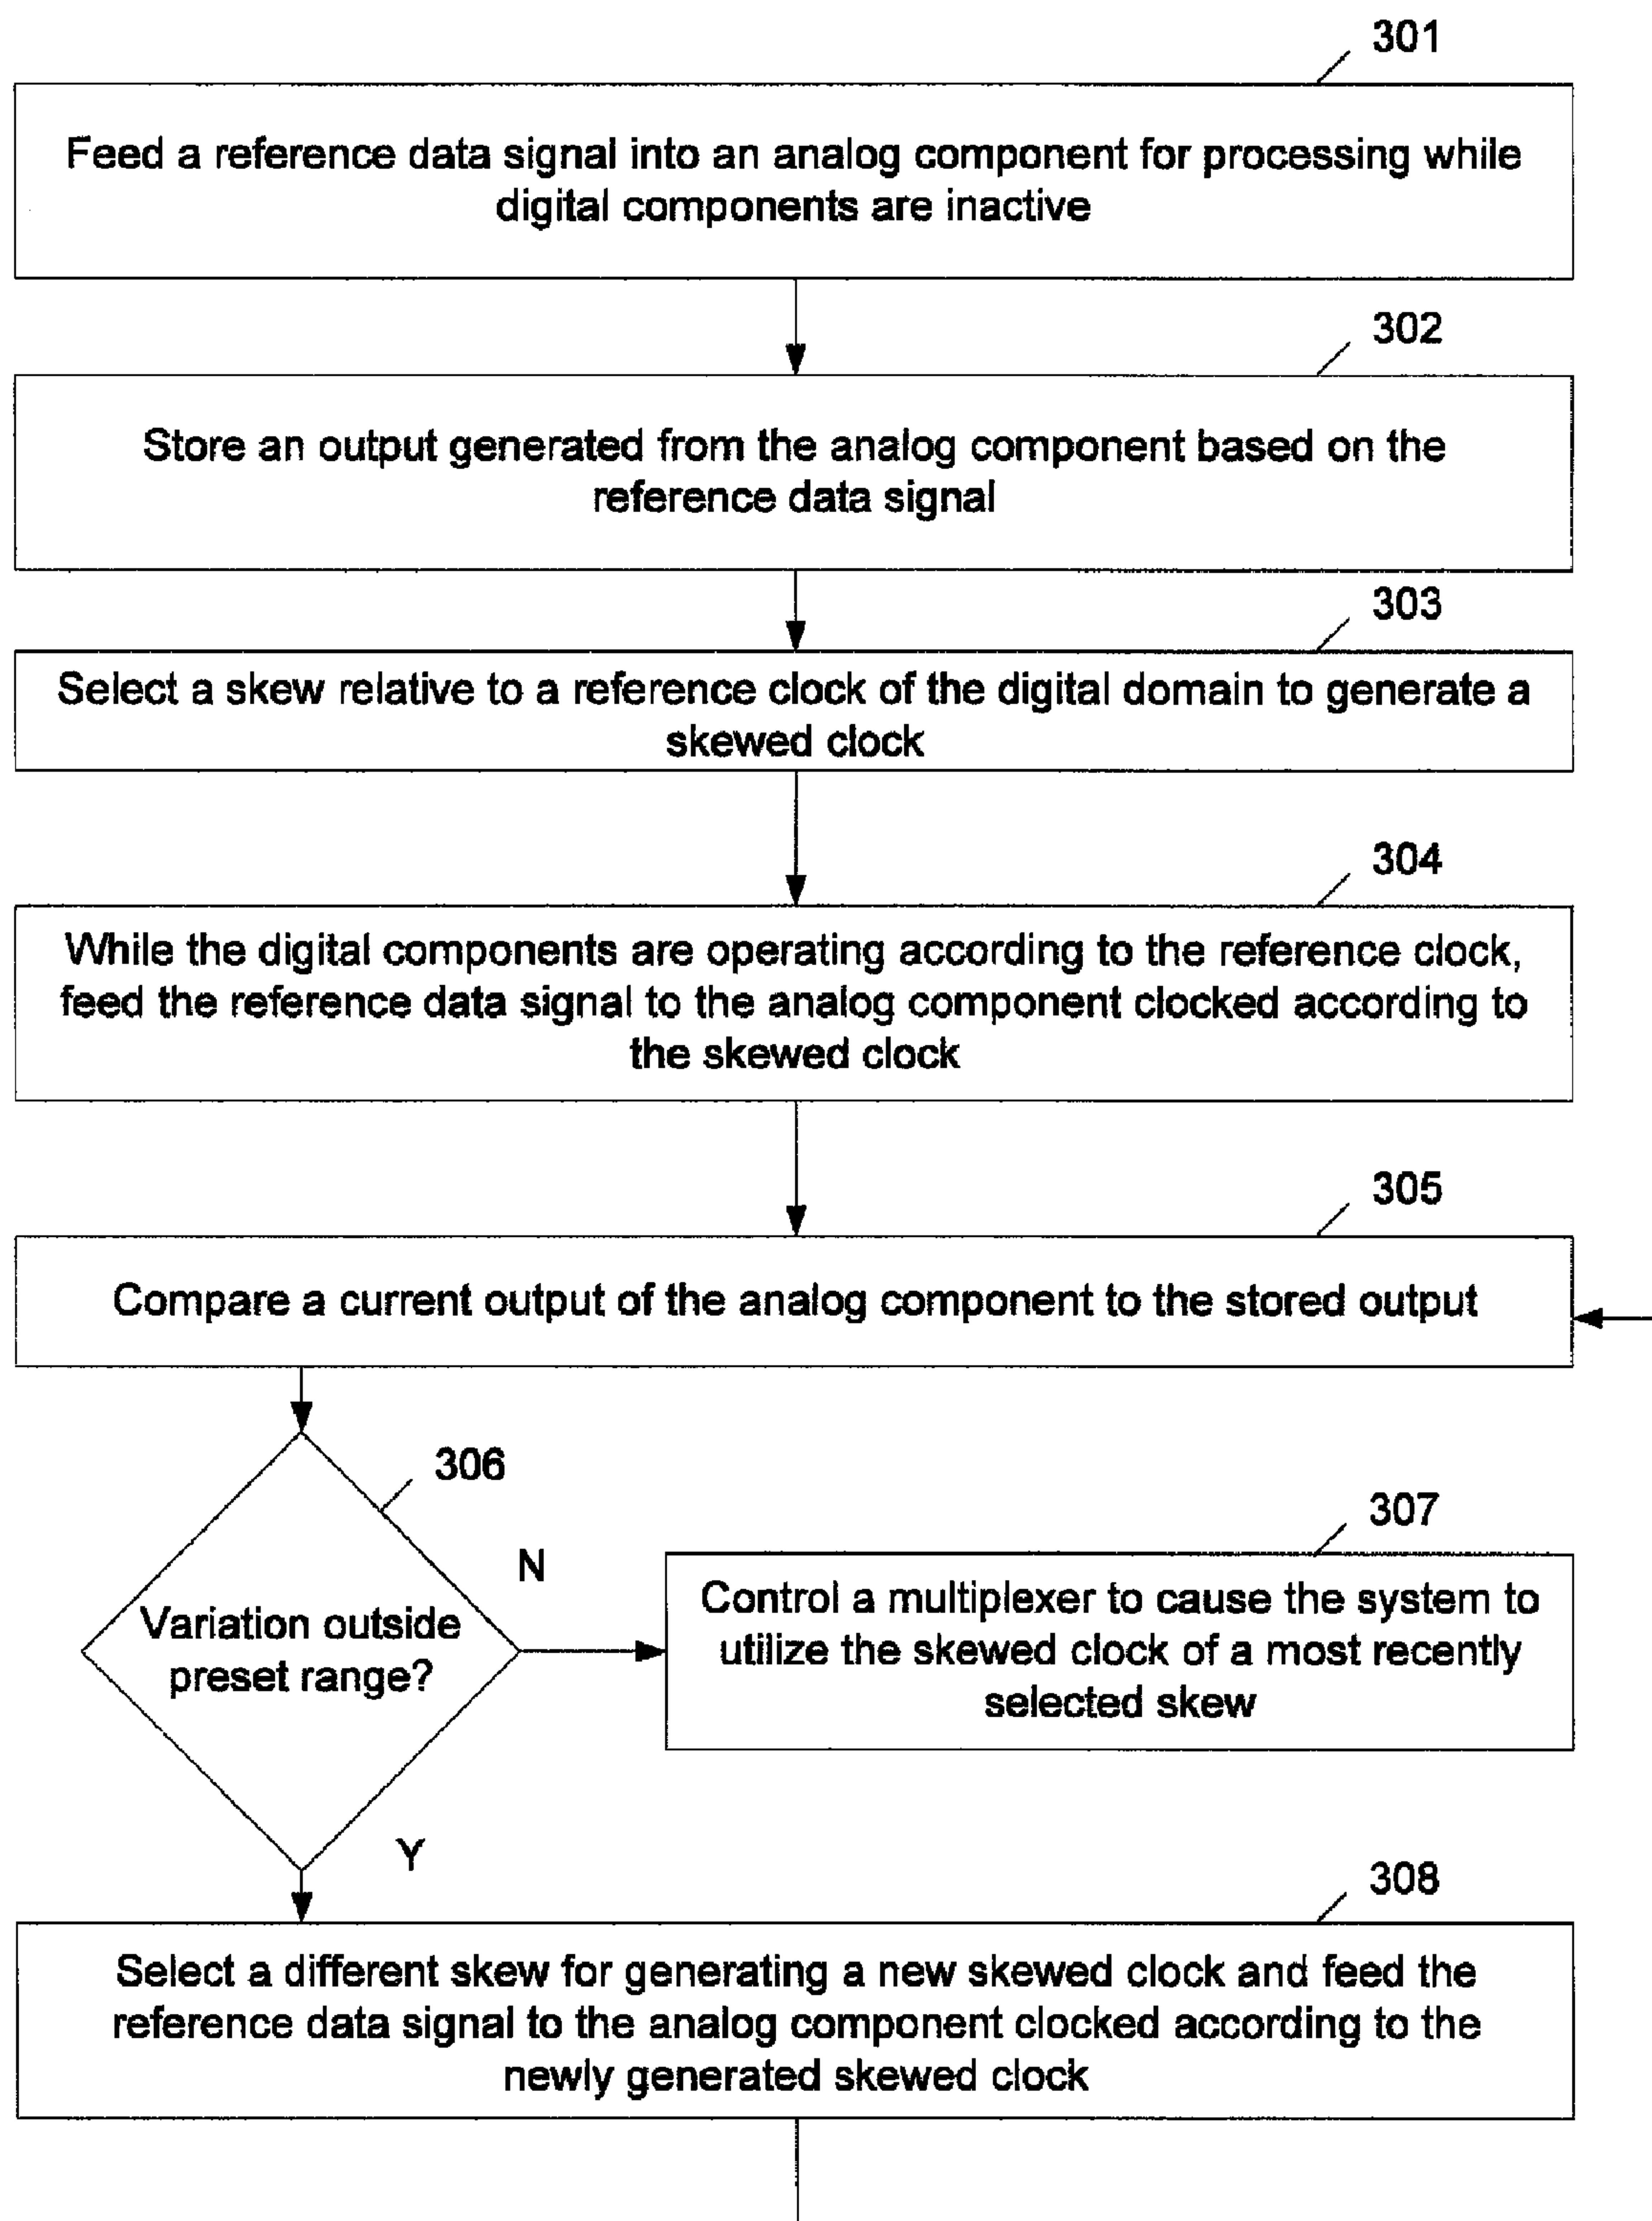 301
Feed a reference data signal into an analog component for processing while
digital components are inactive
302
Store an output generated from the analog component based on the
reference data signal
303
Select a skew relative to a reference clock of the digital domain to generate a
skewed clock
304
While the digital components are operating according to the reference clock,
feed the reference data signal to the analog component clocked according to
the skewed clock
305
Compare a current output of the analog component to the stored output
306
Variation outside
preset range?
N
307
Control a multiplexer to cause the system to
utilize the skewed clock of a most recently
selected skew
Y
308
Select a different skew for generating a new skewed clock and feed the
reference data signal to the analog component clocked according to the
newly generated skewed clock